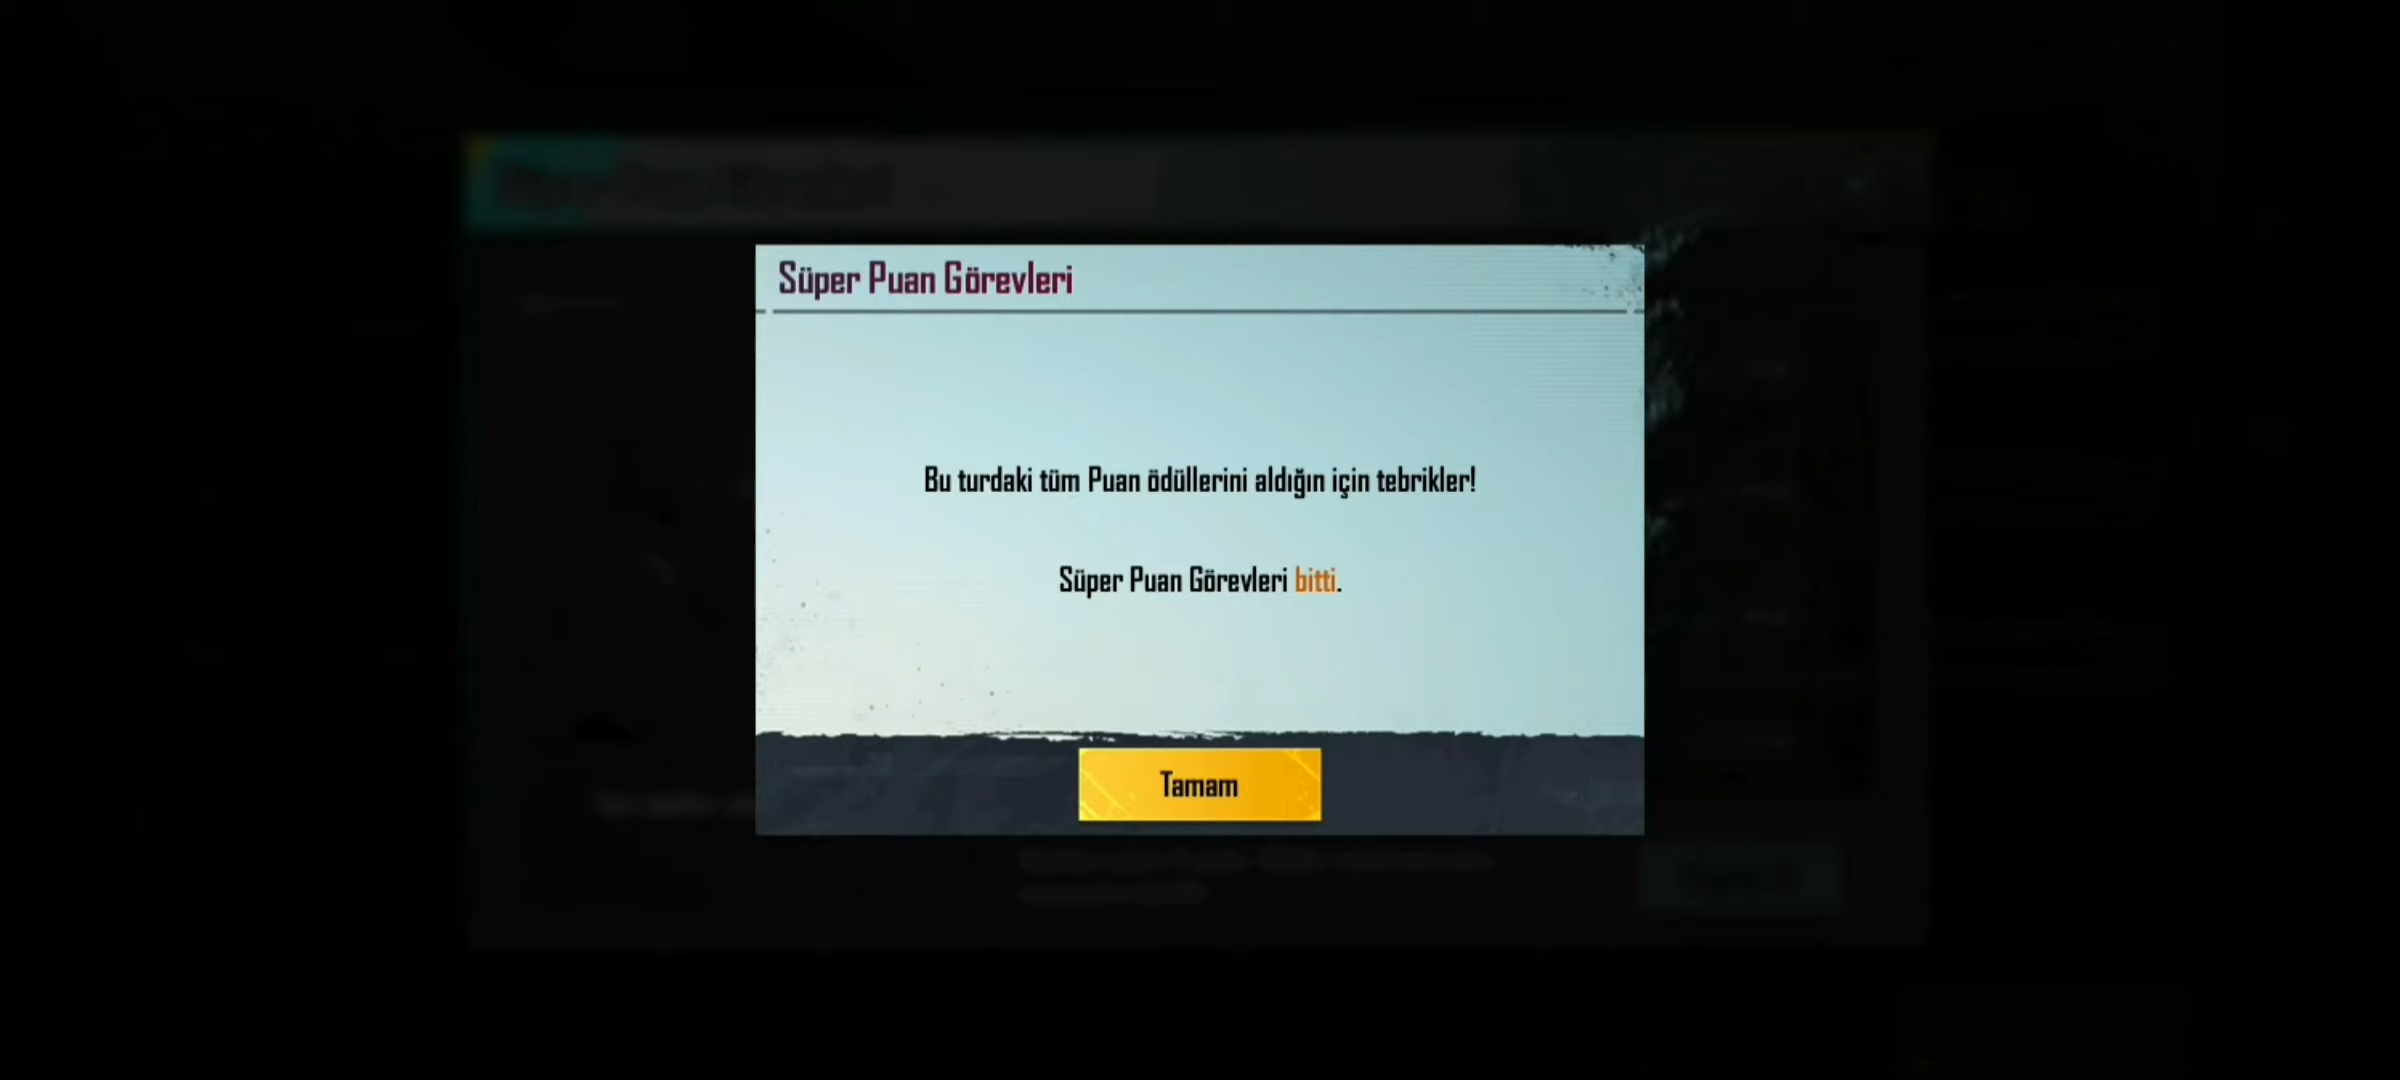 Süper Puan Görevleri
Bu turdaki tüm Puan ödüllerini aldığın için tebrikler!
Süper Puan Görevleri bitti.
Tamam